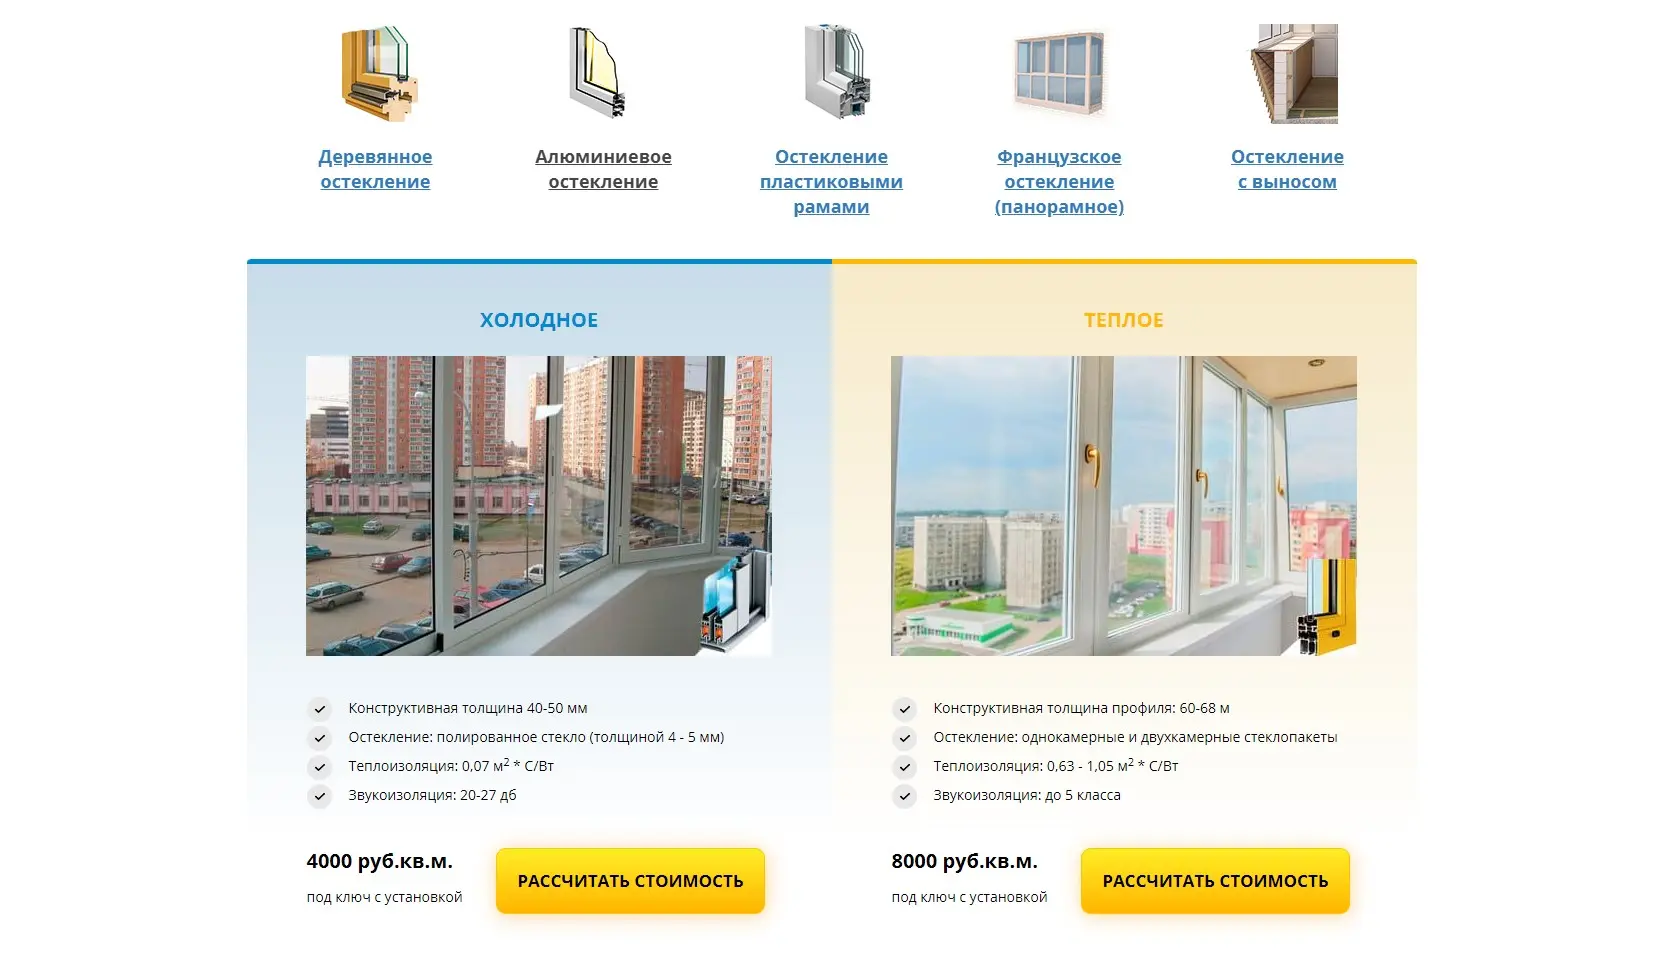 Деревянное
остекление
Алюминиевое
остекление
Остекление
пластиковыми
рамами
Французское
остекление
(панорамное)
Остекление
с выносом
ХОЛОДНОЕ
Конструктивная толщина 40-50 мм
Остекление: полированное стекло (толщиной 4 - 5 мм)
Теплоизоляция: 0,07 м² * С/Вт
Звукоизоляция: 20-27 дб
4000 руб.кв.м.
под ключ с установкой
РАССЧИТАТЬ СТОИМОСТЬ
ТЕПЛОЕ
Конструктивная толщина профиля: 60-68 м
Остекление: однокамерные и двухкамерные стеклопакеты
Теплоизоляция: 0,63 - 1,05 м² * С/Вт
Звукоизоляция: до 5 класса
8000 руб.кв.м.
под ключ с установкой
РАССЧИТАТЬ СТОИМОСТЬ